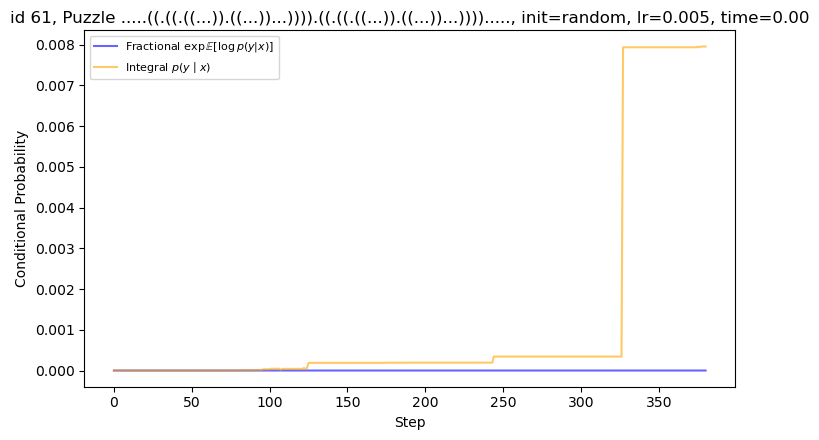 id 61, Puzzle .....((.((.((...)).((...))...)))).((.((.((...)).((...))...))))....., init=random, lr=0.005, time=0.00
Fractional exp𝔼[log p(y|x)]
Integral p(y | x)
Conditional Probability
0.008
0.007
0.006
0.005
0.004
0.003
0.002
0.001
0.000
0 50 100 150 200 250 300 350
Step